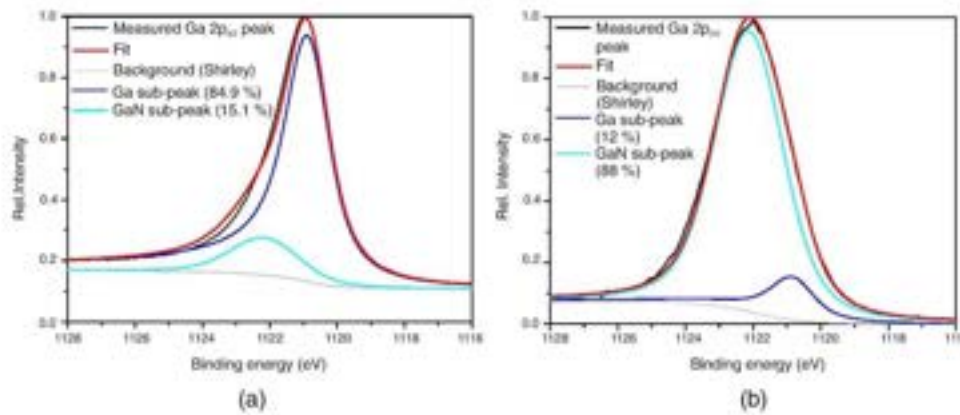 1.0
0.8
0.6
0.4
0.2
0.0
Rel.Intensity
Measured Ga 2p3/2 peak
Fit
Background (Shirley)
Ga sub-peak (84.9 %)
GaN sub-peak (15.1 %)
1128 1126 1124 1122 1120 1118 1116
Binding energy (eV)
(a)
1.0
0.8
0.6
0.4
0.2
0.0
Rel. Intensity
Measured Ga 2p3/2
peak
Fit
Background
(Shirley)
Ga sub-peak
(12 %)
GaN sub-peak
(88 %)
1128 1126 1124 1122 1120 1118
Binding energy (eV)
(b)